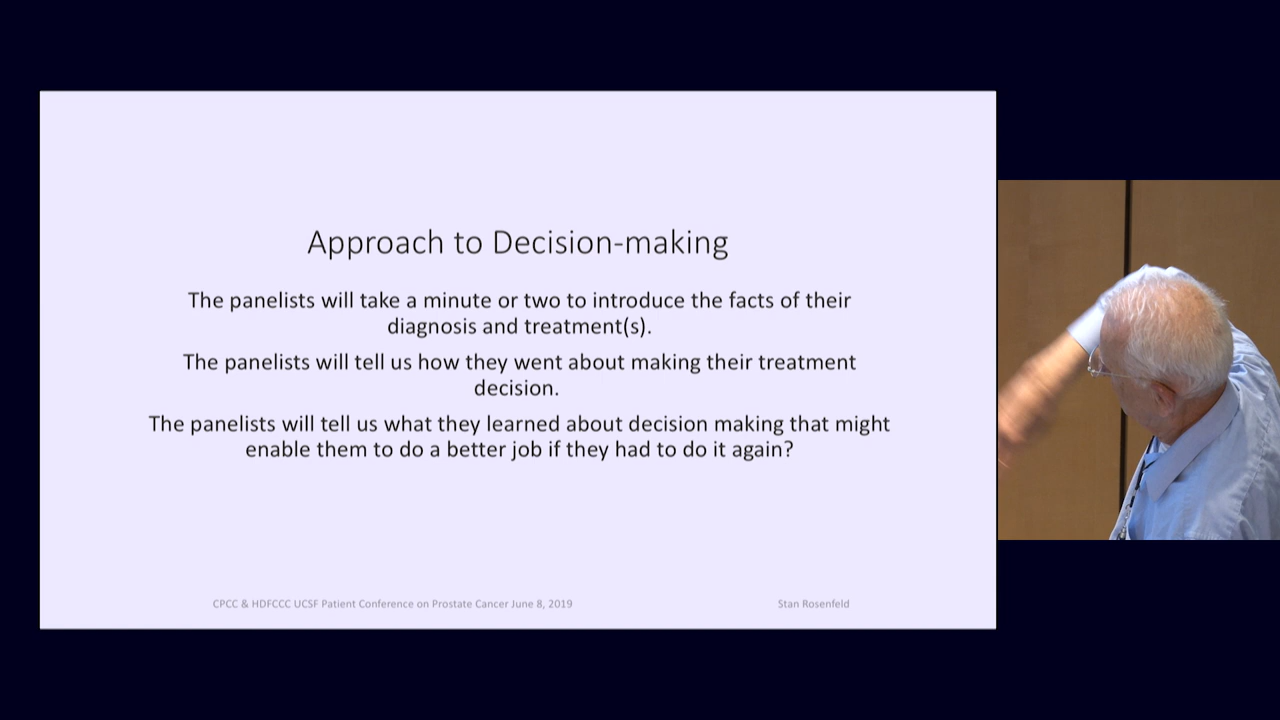 Approach to Decision-making
The panelists will take a minute or two to introduce the facts of their
diagnosis and treatment(s).
The panelists will tell us how they went about making their treatment
decision.
The panelists will tell us what they learned about decision making that might
enable them to do a better job if they had to do it again?
CPCC & HDFCCC UCSF Patient Conference on Prostate Cancer June 8, 2019
Stan Rosenfeld